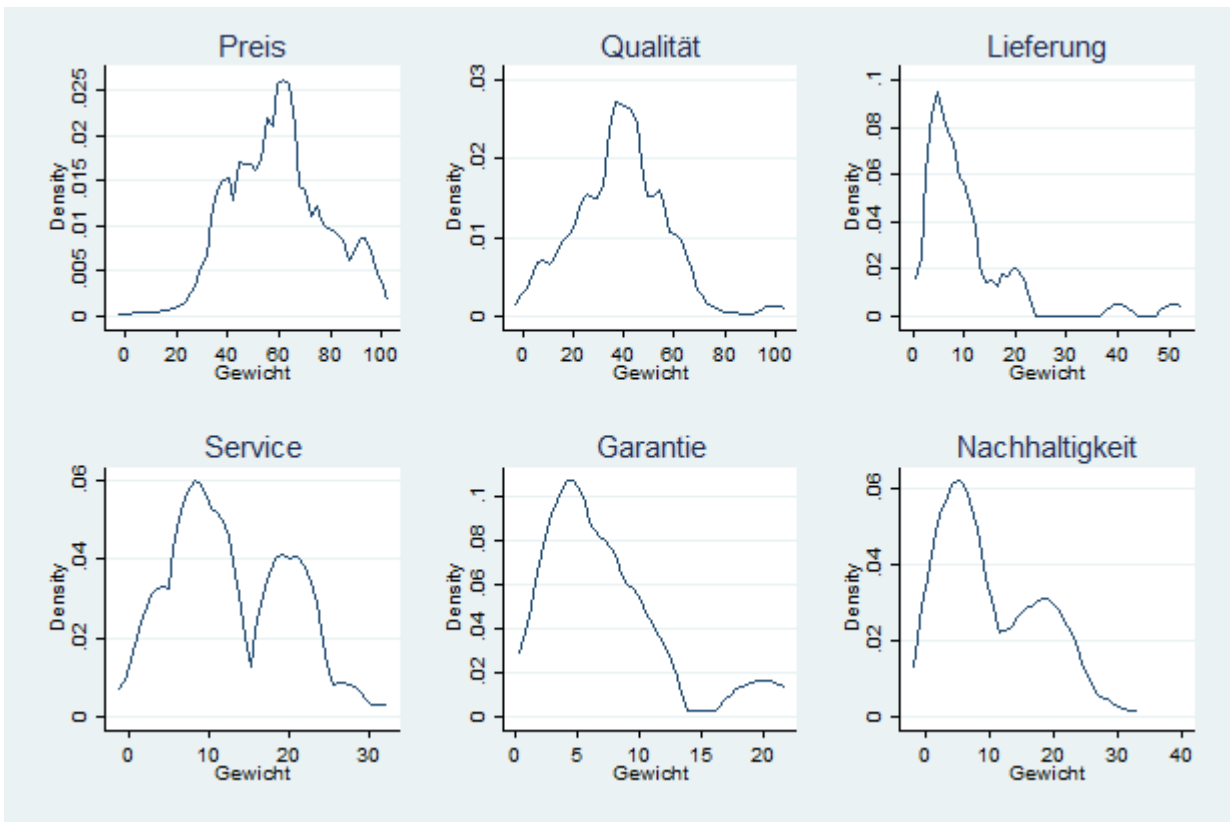 Preis
Density
0 .005 .01 .015 .02 .025
0 20 40 60 80 100
Gewicht
Qualität
Density
0 .01 .02 .03
0 20 40 60 80 100
Gewicht
Lieferung
Density
0 .02 .04 .06 .08 .1
0 10 20 30 40 50
Gewicht
Service
Density
0 .02 .04 .06
0 10 20 30
Gewicht
Garantie
Density
0 .02 .04 .06 .08 .1
0 5 10 15 20
Gewicht
Nachhaltigkeit
Density
0 .02 .04 .06
0 10 20 30 40
Gewicht